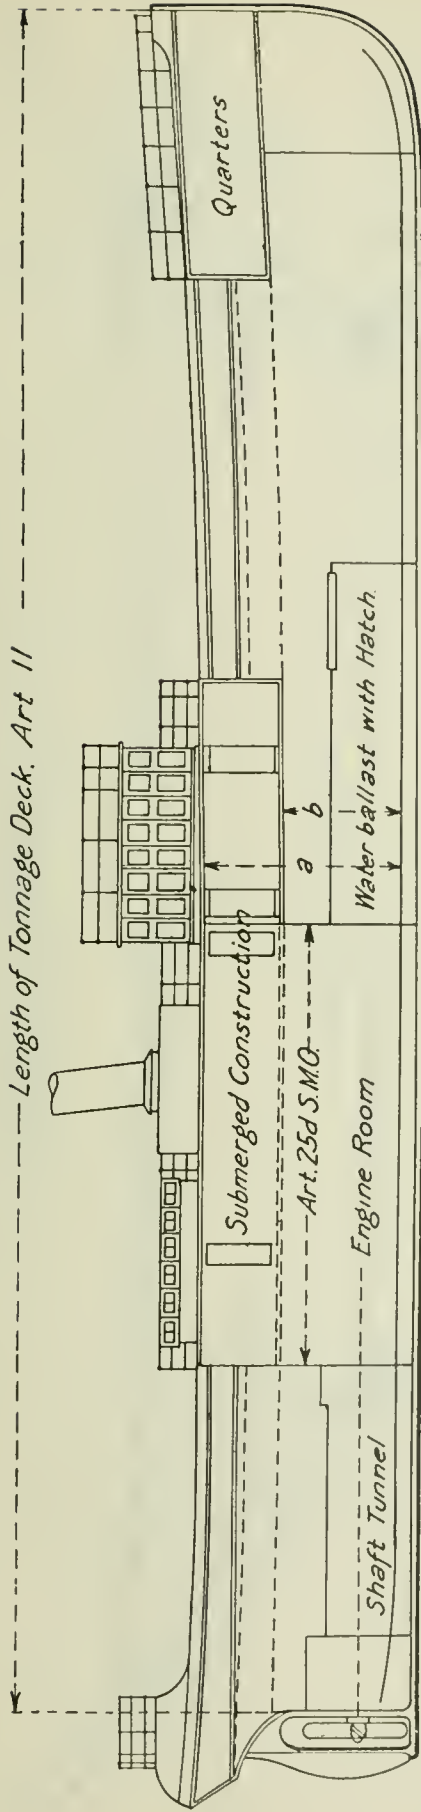 Length of Tonnage Deck. Art 11
Quarters
Submerged Construction
a
b
Art. 25d S.M.O.
Water ballast with Hatch.
Engine Room
Shaft Tunnel